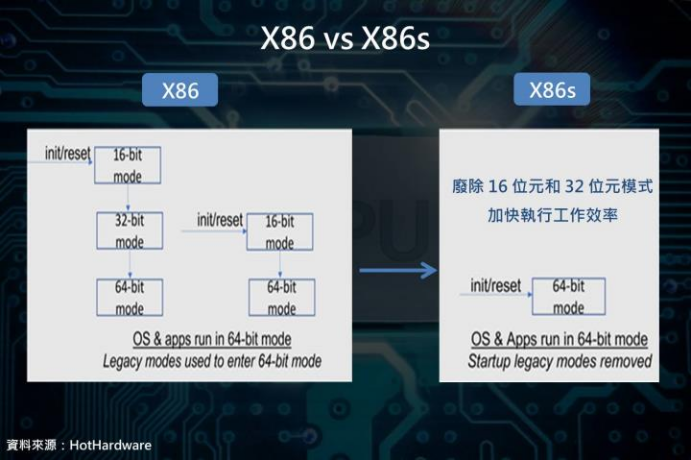 X86 vs X86s
X86
init/reset
16-bit
mode
32-bit
mode
64-bit
mode
init/reset
16-bit
mode
64-bit
mode
OS & apps run in 64-bit mode
Legacy modes used to enter 64-bit mode
X86s
廢除 16 位元和 32 位元模式
加快執行工作效率
init/reset
64-bit
mode
OS & Apps run in 64-bit mode
Startup legacy modes removed
資料來源：HotHardware